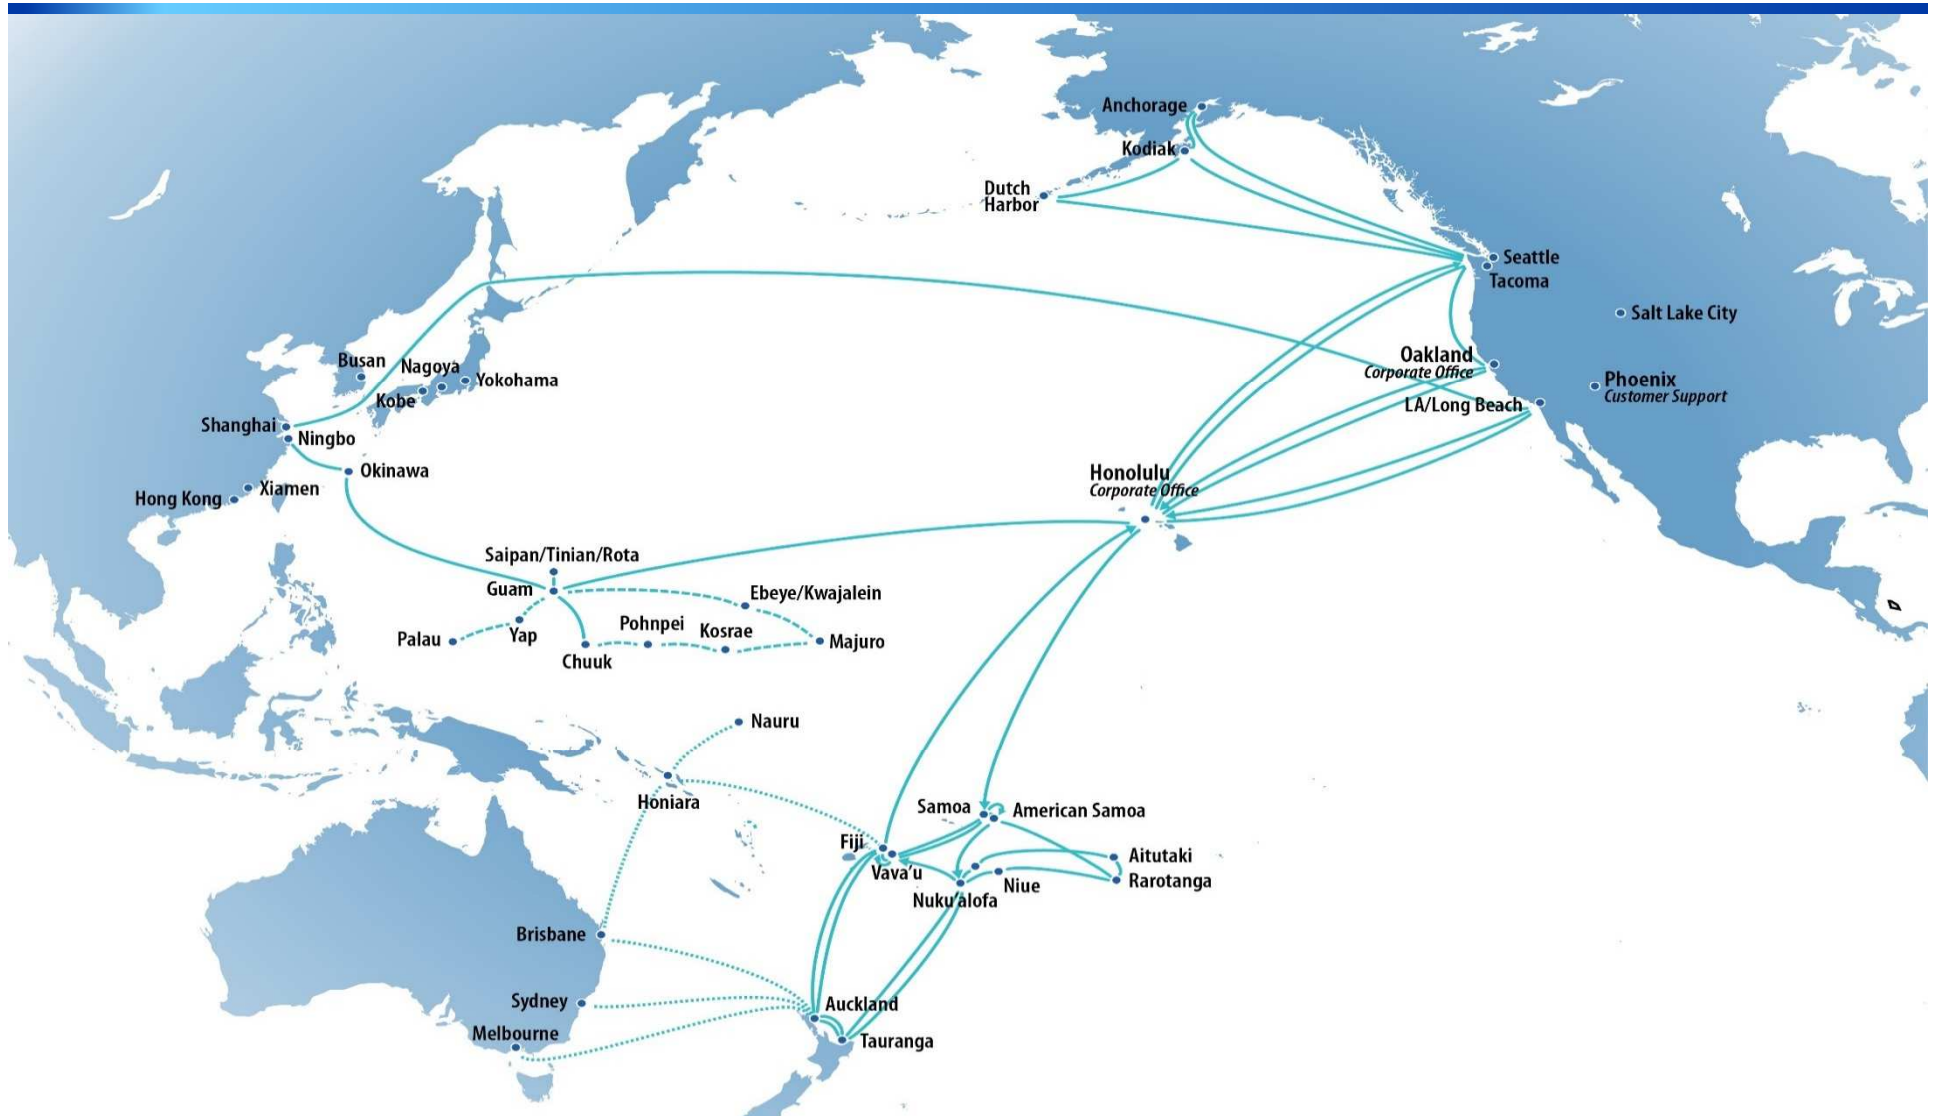 Anchorage
Kodiak
Dutch
Harbor
Seattle
Tacoma
Salt Lake City
Oakland
Corporate Office
Phoenix
Customer Support
LA/Long Beach
Busan
Nagoya
Yokohama
Kobe
Shanghai
Ningbo
Okinawa
Xiamen
Hong Kong
Honolulu
Corporate Office
Saipan/Tinian/Rota
Guam
Ebeye/Kwajalein
Palau
Yap
Pohnpei
Kosrae
Majuro
Chuuk
Nauru
Honiara
Samoa
American Samoa
Fiji
Vava'u
Aitutaki
Rarotanga
Niue
Nuku'alofa
Brisbane
Sydney
Auckland
Melbourne
Tauranga